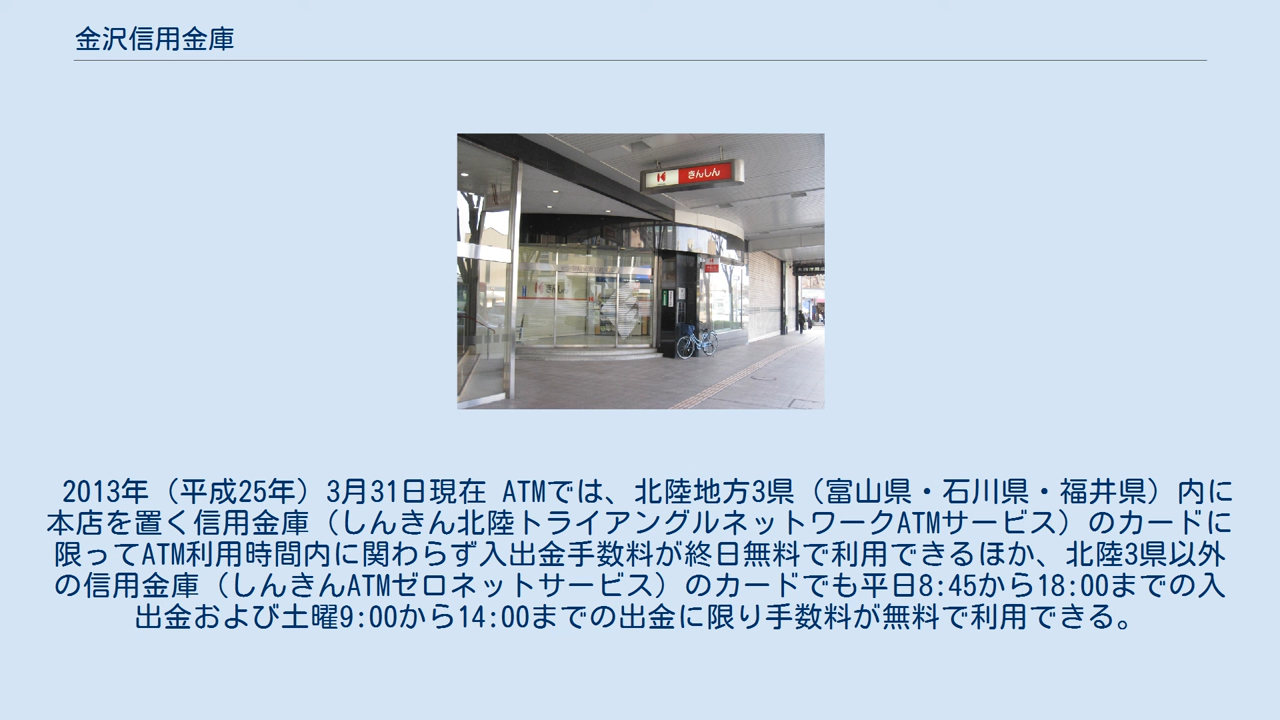 金沢信用金庫
K きんしん
きんしん
2013年（平成25年）3月31日現在 ATMでは、北陸地方3県（富山県・石川県・福井県）内に
本店を置く信用金庫（しんきん北陸トライアングルネットワークATMサービス）のカードに
限ってATM利用時間内に関わらず入出金手数料が終日無料で利用できるほか、北陸3県以外
の信用金庫（しんきんATMゼロネットサービス）のカードでも平日8:45から18:00までの入
出金および土曜9:00から14:00までの出金に限り手数料が無料で利用できる。